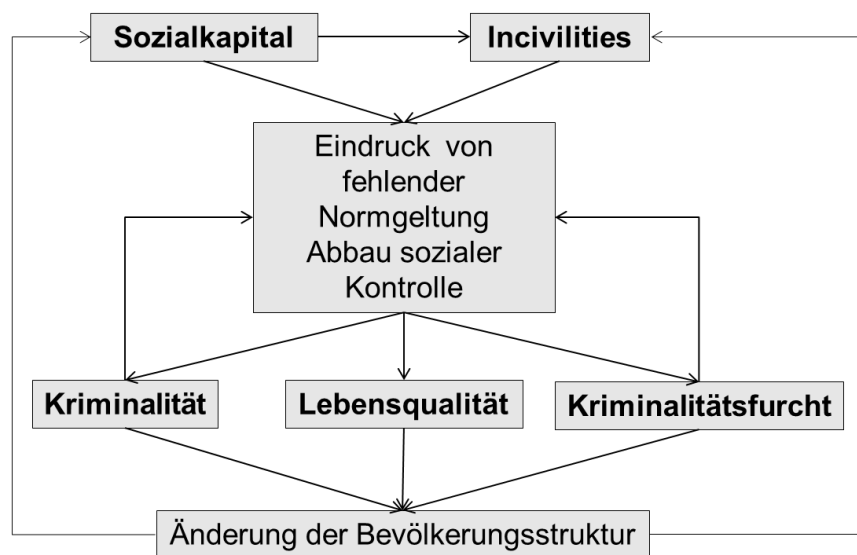 Sozialkapital
Incivilities
Eindruck von
fehlender
Normgeltung
Abbau sozialer
Kontrolle
Kriminalität
Lebensqualität
Kriminalitätsfurcht
Änderung der Bevölkerungsstruktur